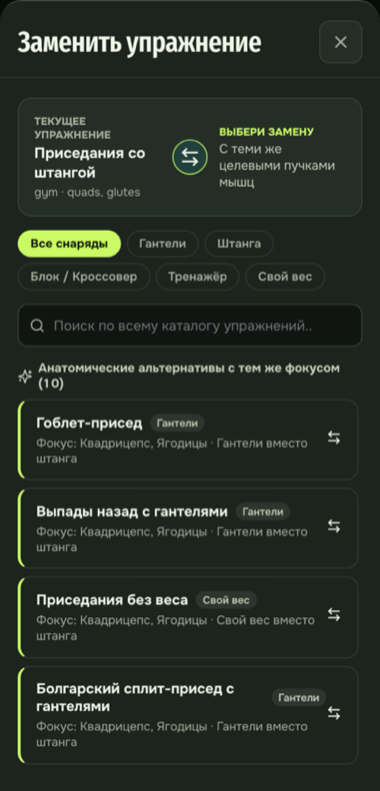 Заменить упражнение
ТЕКУЩЕЕ
УПРАЖНЕНИЕ
Приседания со
штангой
gym · quads, glutes
ВЫБЕРИ ЗАМЕНУ
С теми же
целевыми пучками
мышц
Все снаряды
Гантели
Штанга
Блок / Кроссовер
Тренажёр
Свой вес
Поиск по всему каталогу упражнений..
Анатомические альтернативы с тем же фокусом
(10)
Гоблет-присед
Гантели
Фокус: Квадрицепс, Ягодицы · Гантели вместо
штанга
Выпады назад с гантелями
Гантели
Фокус: Квадрицепс, Ягодицы · Гантели вместо
штанга
Приседания без веса
Свой вес
Фокус: Квадрицепс, Ягодицы · Свой вес вместо
штанга
Болгарский сплит-присед с
гантелями
Гантели
Фокус: Квадрицепс, Ягодицы · Гантели вместо
штанга